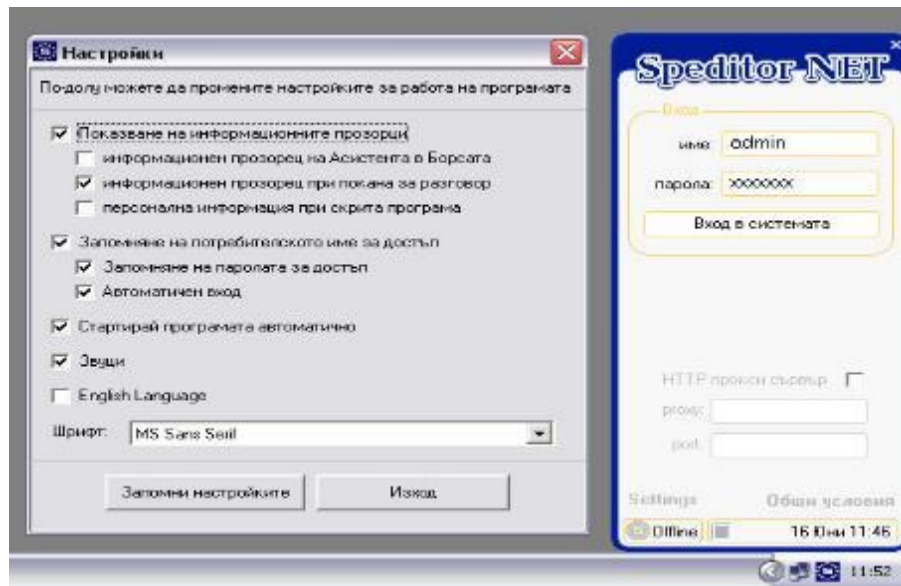 Настройки
По-долу можете да промените настройките за работа на програмата
Показване на информационните прозорци
информационен прозорец на Асистента в Борсата
информационен прозорец при покана за разговор
персонална информация при скрита програма
Запомняне на потребителското име за достъп
Запомняне на паролата за достъп
Автоматичен вход
Стартирай програмата автоматично
Звуци
English Language
Шрифт:
MS Sans Serif
Запомни настройките
Изход
Speditor NET
Вход
име:
admin
парола:
xxxxxxx
Вход в системата
HTTP прокси сървър
proxy:
port:
Settings
Общи условия
Offline
16 Юни 11:46
11:52